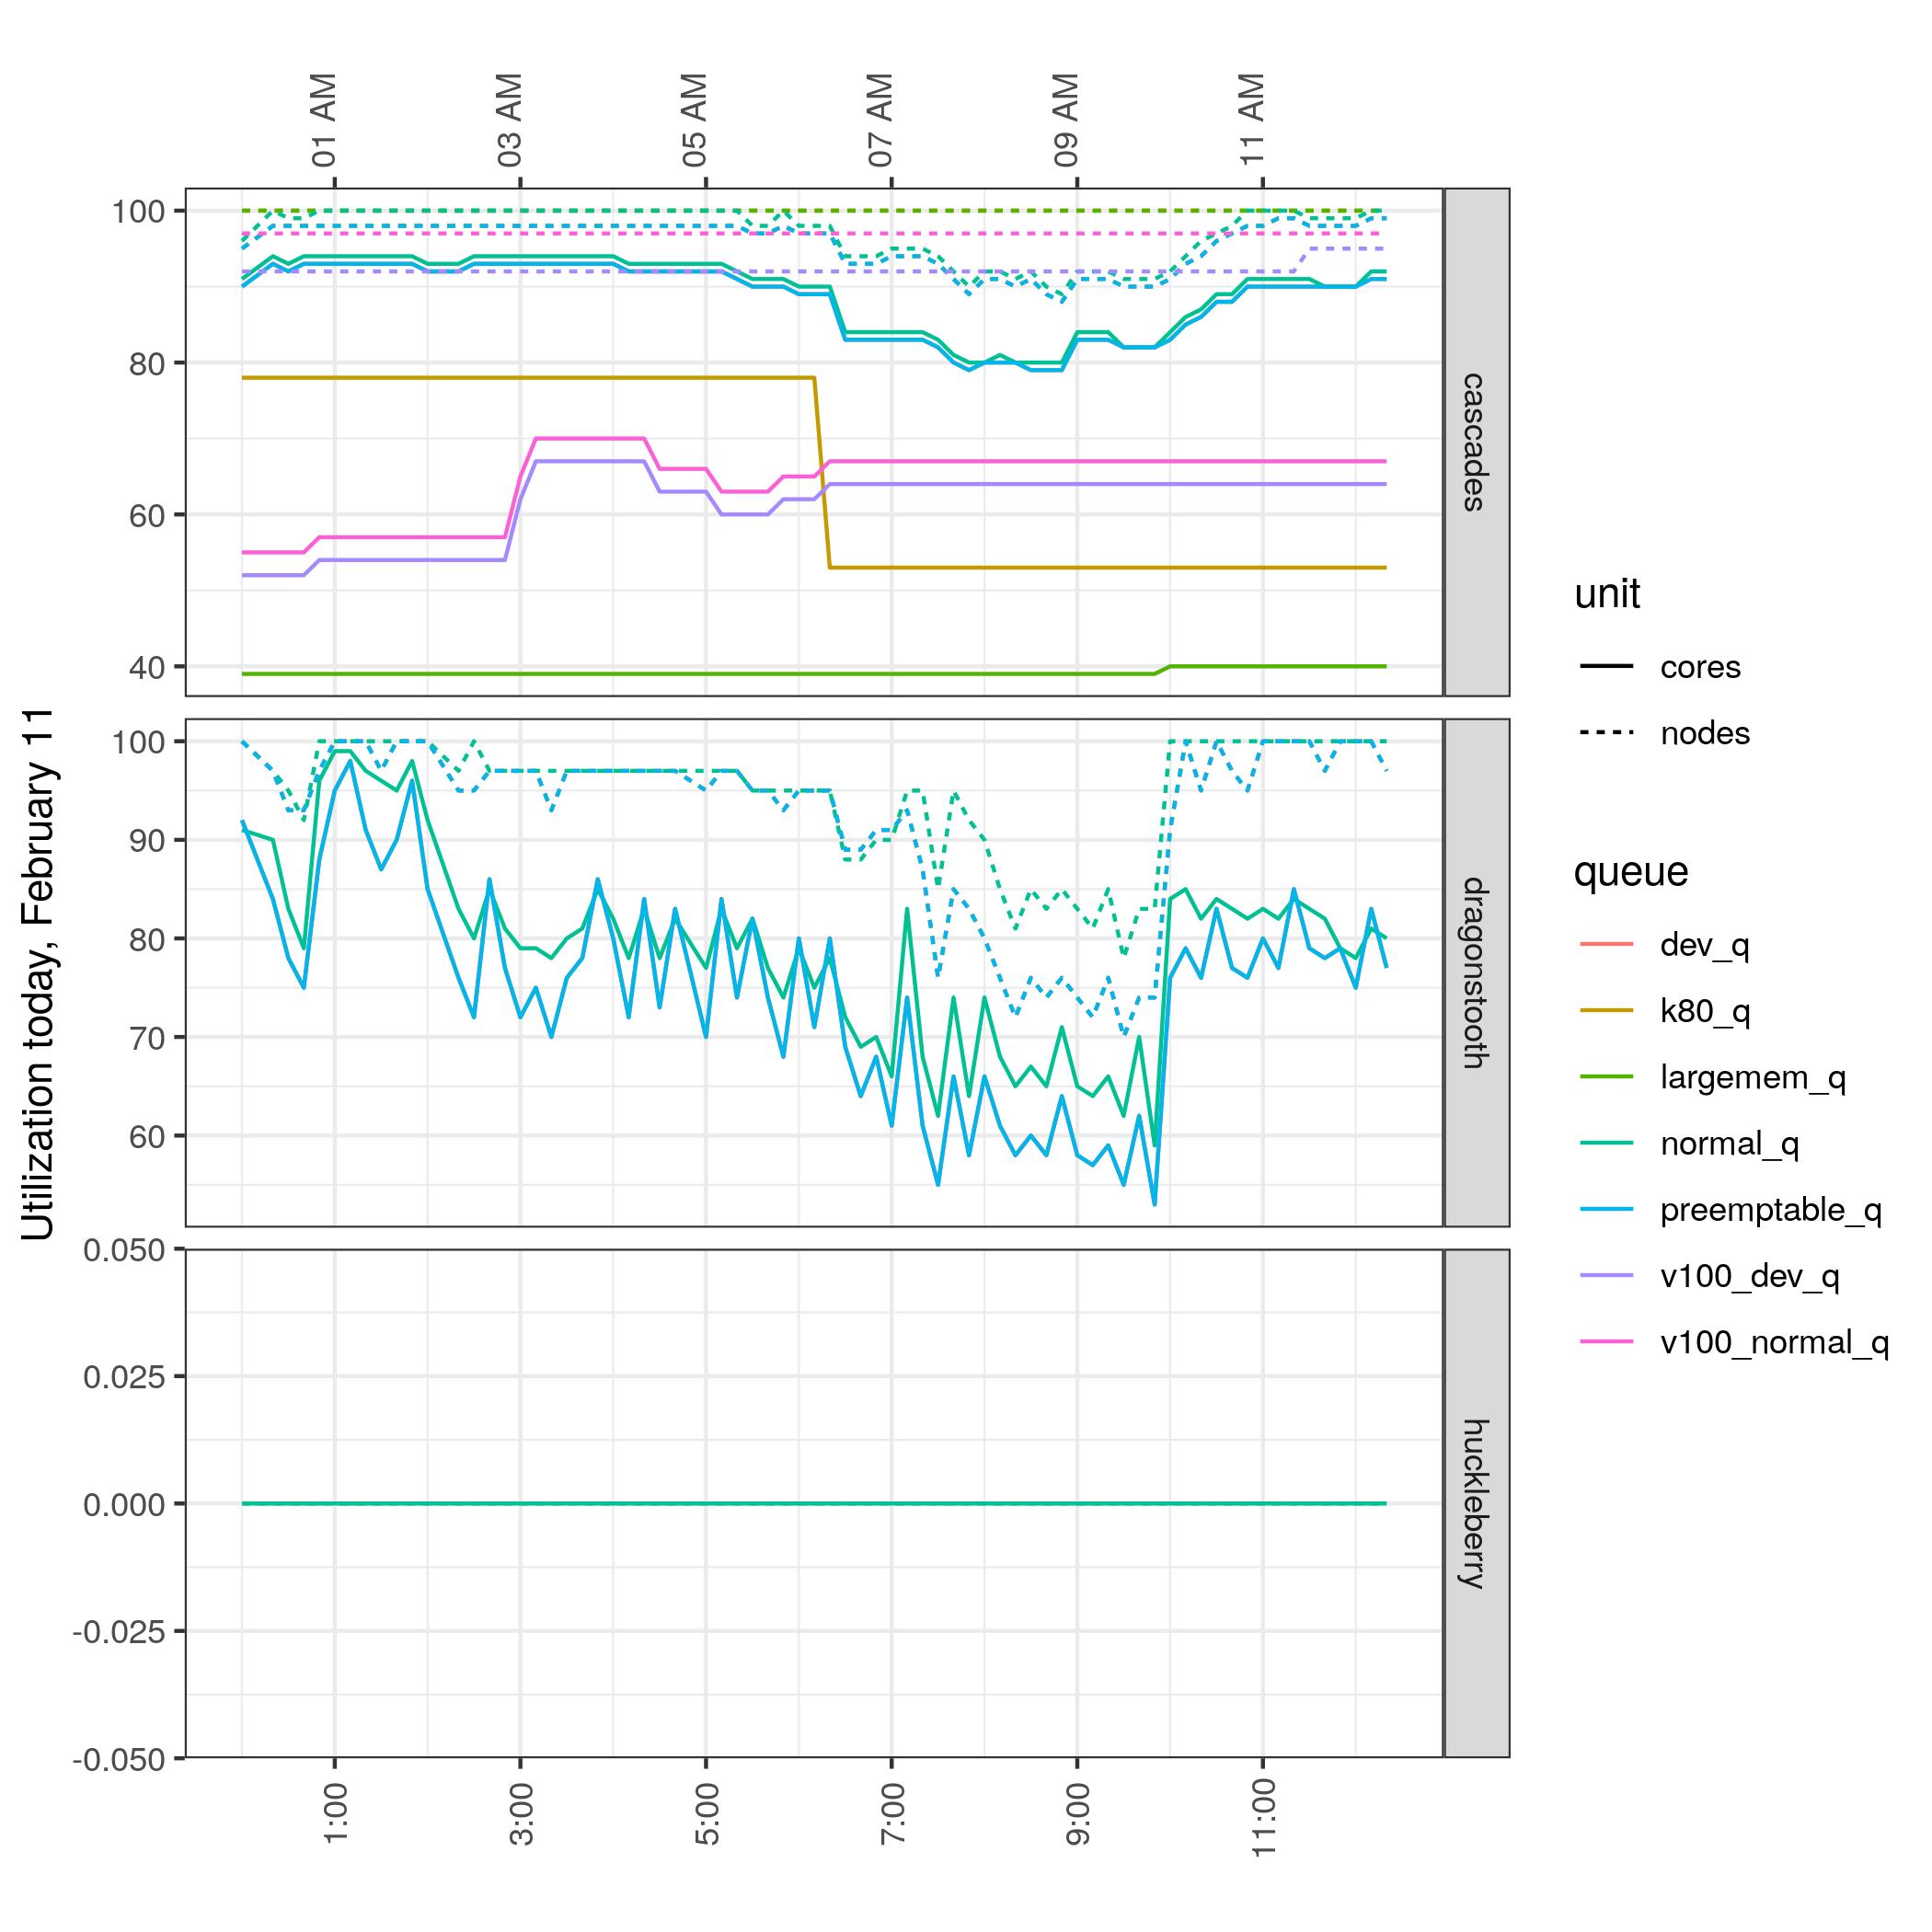 01 AM
03 AM
05 AM
07 AM
09 AM
11 AM
Utilization today, February 11
100
80
60
40
cascades
100
90
80
70
60
dragonstooth
0.050
0.025
0.000
-0.025
-0.050
huckleberry
1:00
3:00
5:00
7:00
9:00
11:00
unit
cores
nodes
queue
dev_q
k80_q
largemem_q
normal_q
preemptable_q
v100_dev_q
v100_normal_q